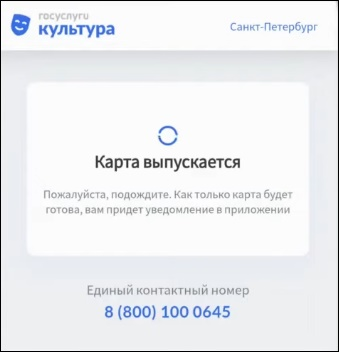 госуслуги
культура
Санкт-Петербург
Карта выпускается
Пожалуйста, подождите. Как только карта будет
готова, вам придет уведомление в приложении
Единый контактный номер
8 (800) 100 0645